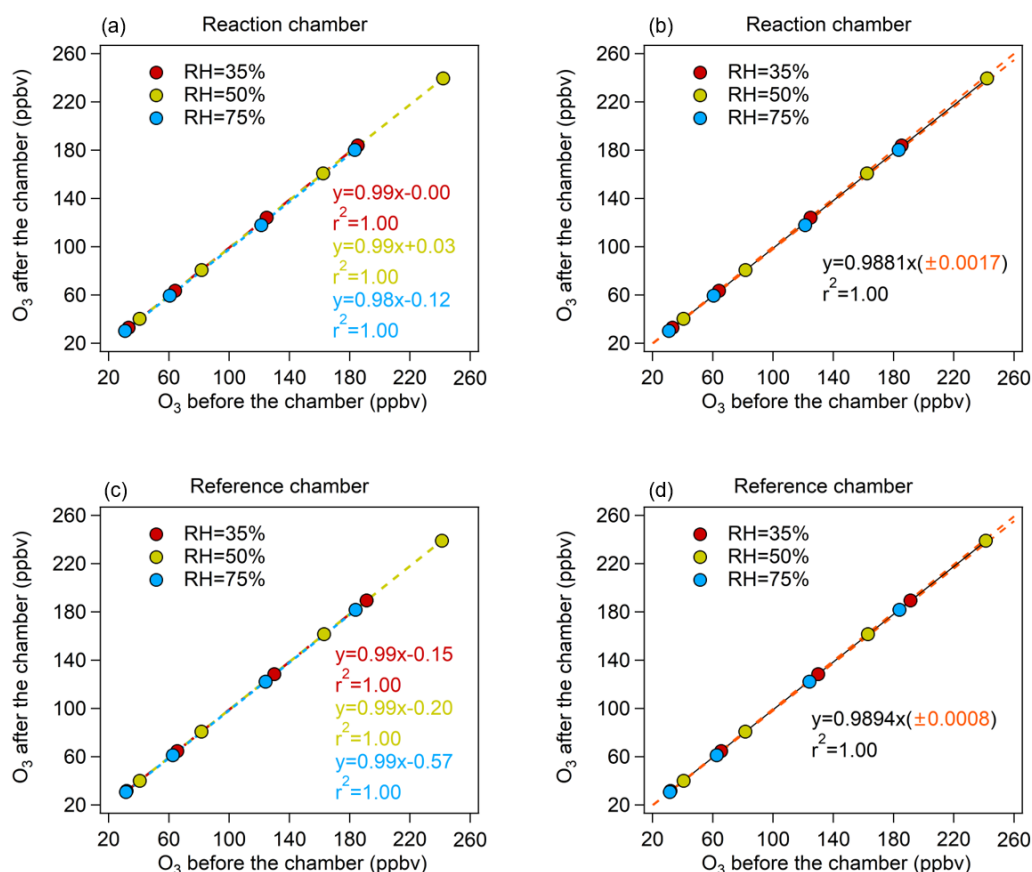 (a) Reaction chamber
O3 after the chamber (ppbv)
260
220
180
140
100
60
20
RH=35%
RH=50%
RH=75%
y=0.99x-0.00
r²=1.00
y=0.99x+0.03
r²=1.00
y=0.98x-0.12
r²=1.00
20 60 100 140 180 220 260
O3 before the chamber (ppbv)
(b) Reaction chamber
O3 after the chamber (ppbv)
260
220
180
140
100
60
20
RH=35%
RH=50%
RH=75%
y=0.9881x(±0.0017)
r²=1.00
20 60 100 140 180 220 260
O3 before the chamber (ppbv)
(c) Reference chamber
O3 after the chamber (ppbv)
260
220
180
140
100
60
20
RH=35%
RH=50%
RH=75%
y=0.99x-0.15
r²=1.00
y=0.99x-0.20
r²=1.00
y=0.99x-0.57
r²=1.00
20 60 100 140 180 220 260
O3 before the chamber (ppbv)
(d) Reference chamber
O3 after the chamber (ppbv)
260
220
180
140
100
60
20
RH=35%
RH=50%
RH=75%
y=0.9894x(±0.0008)
r²=1.00
20 60 100 140 180 220 260
O3 before the chamber (ppbv)